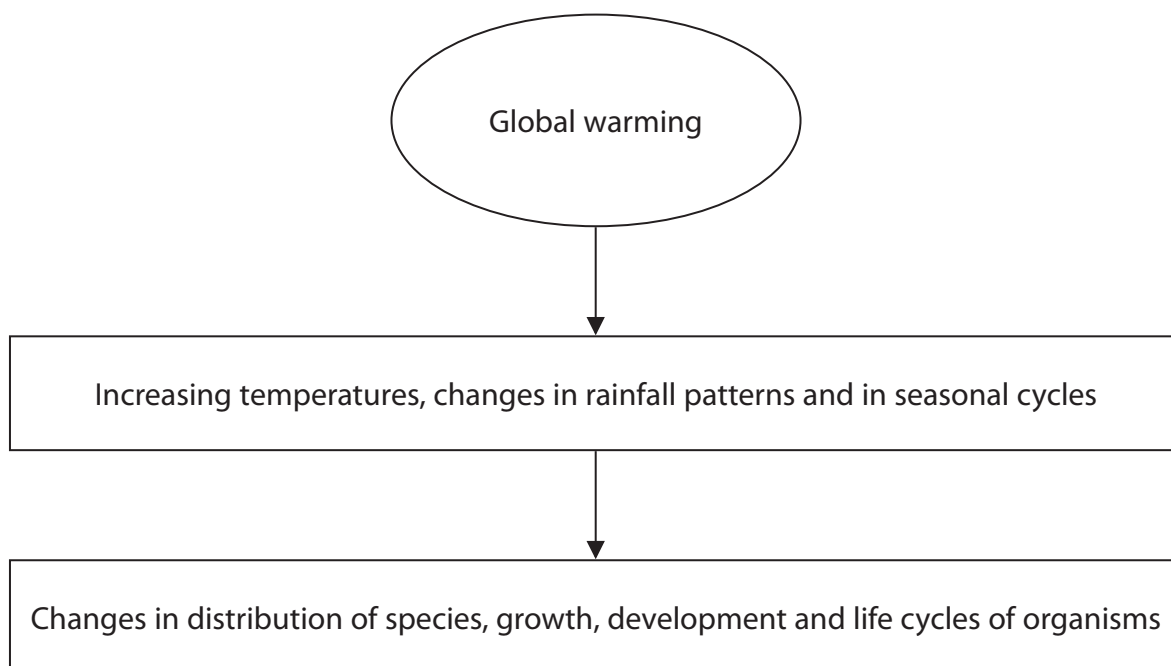 Global warming
Increasing temperatures, changes in rainfall patterns and in seasonal cycles
Changes in distribution of species, growth, development and life cycles of organisms